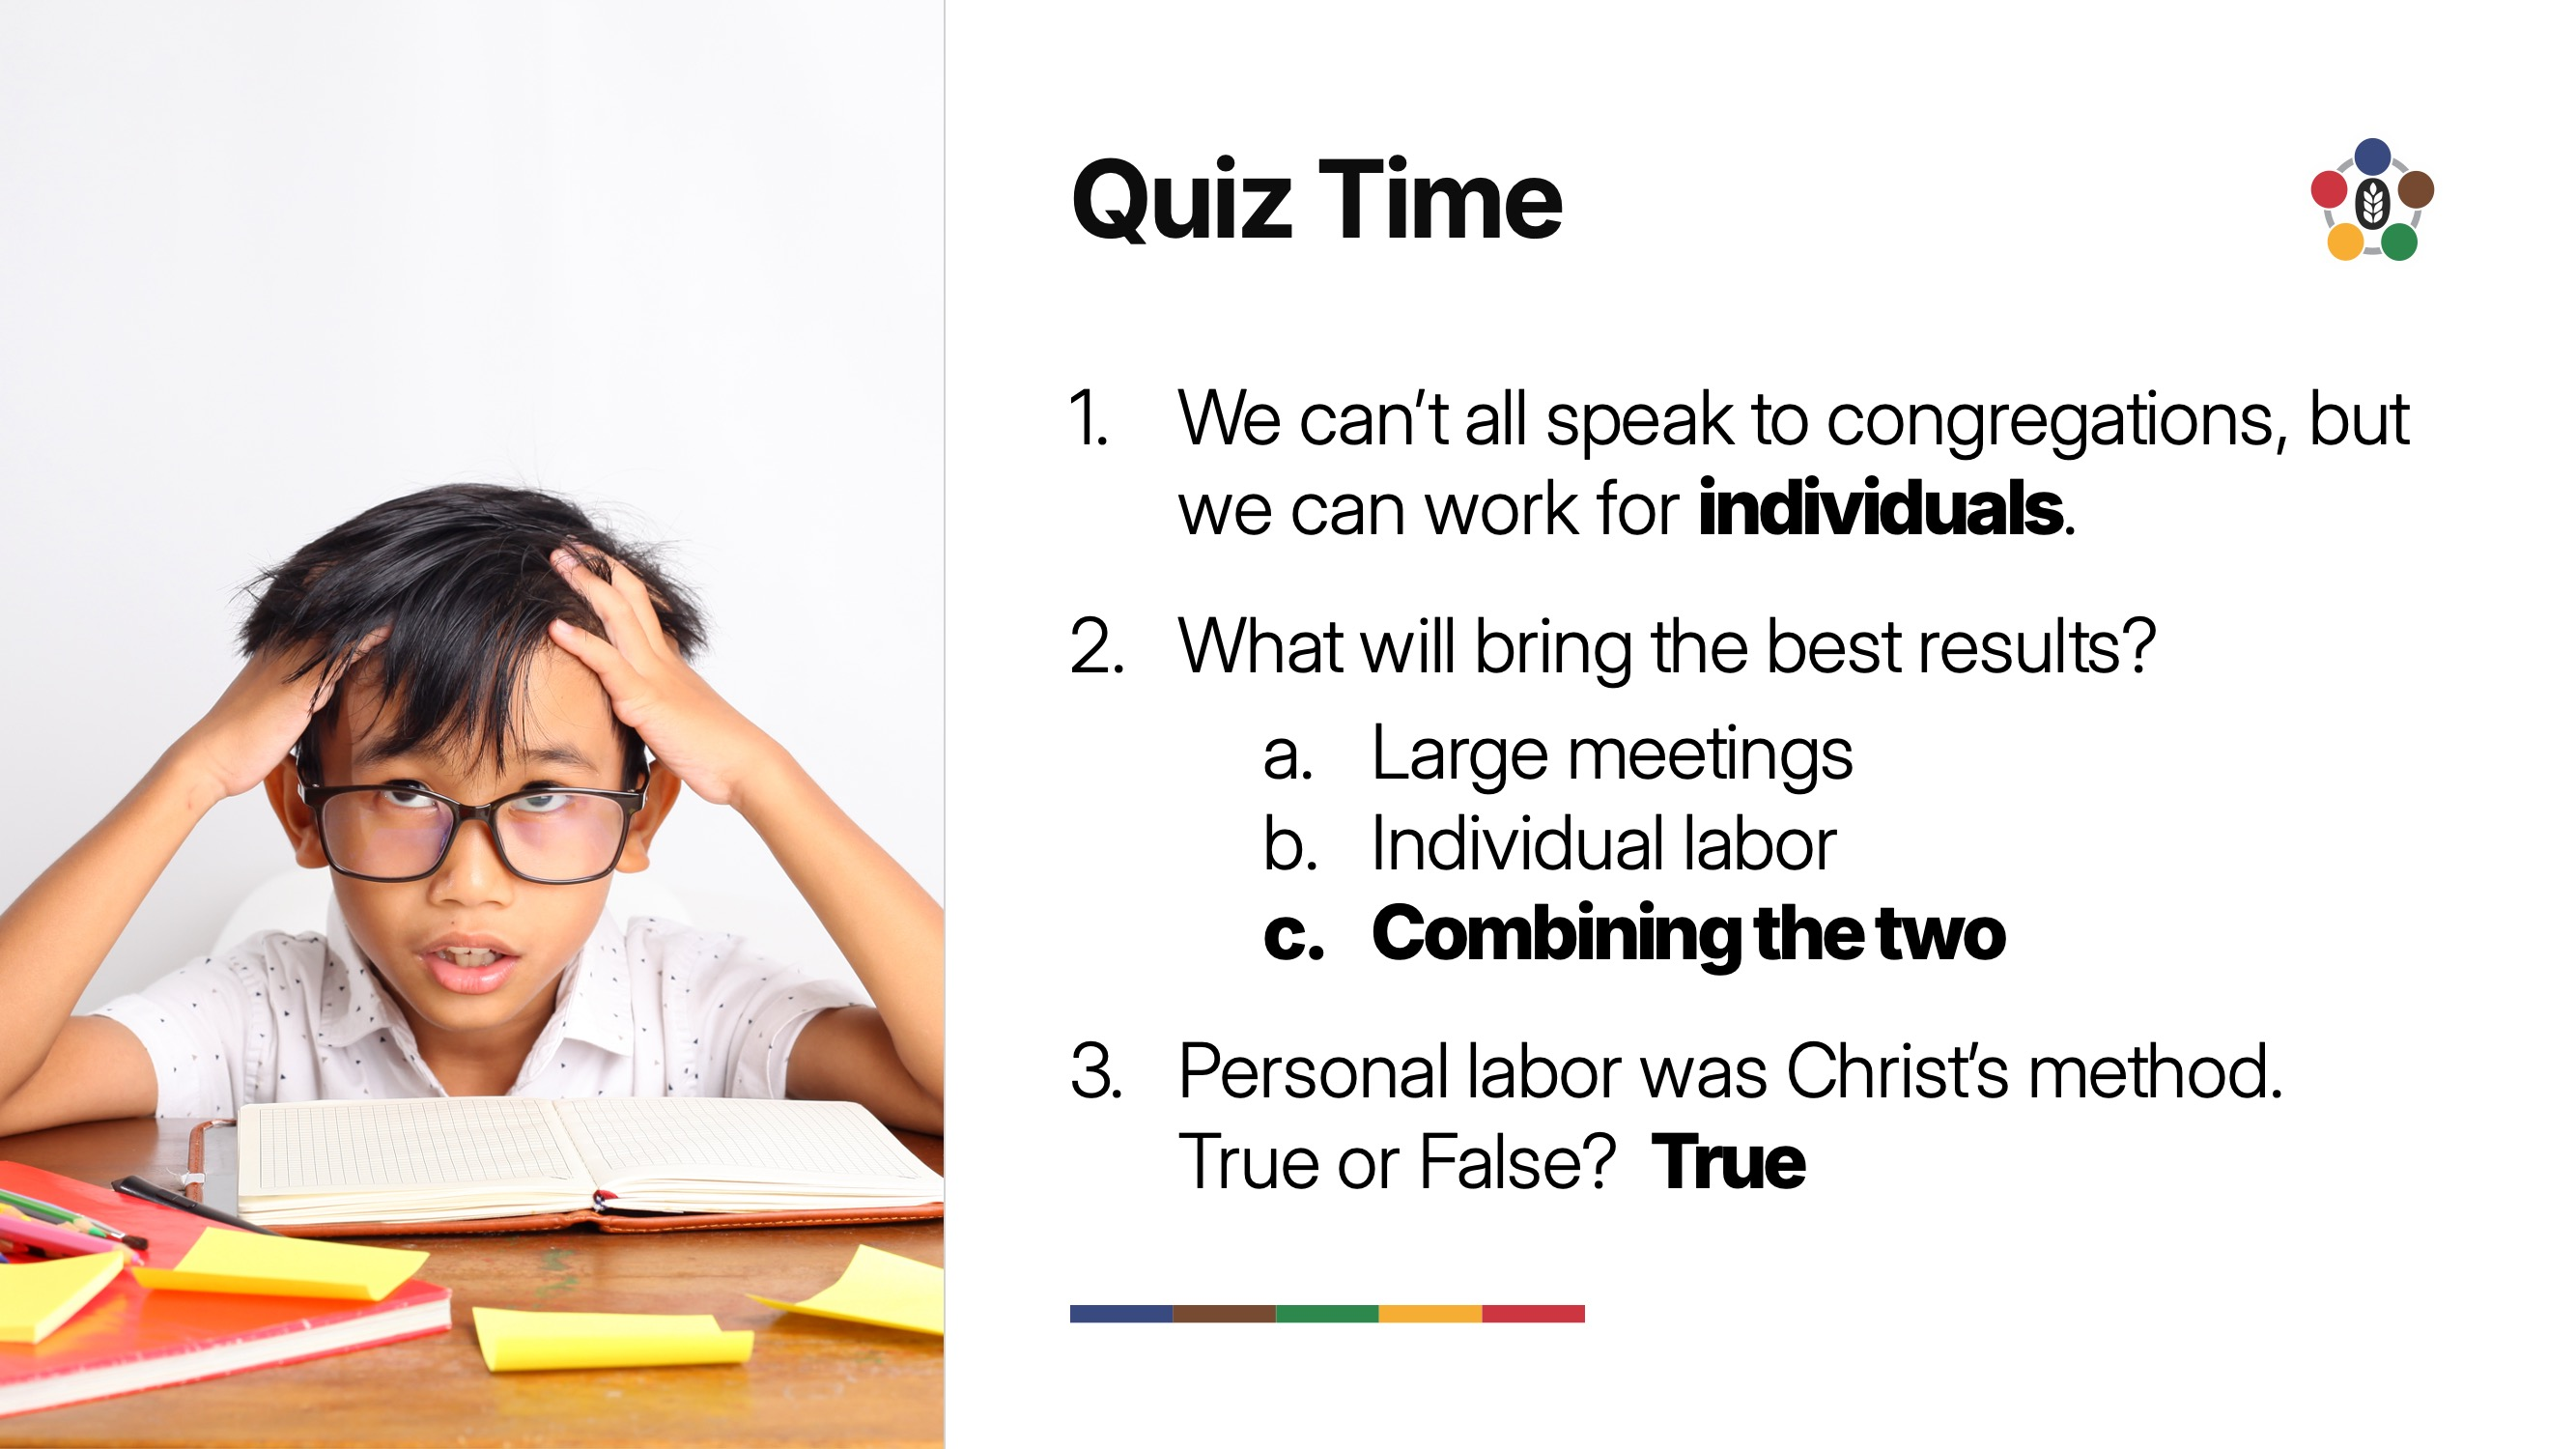 Quiz Time
1. We can’t all speak to congregations, but
we can work for individuals.
2. What will bring the best results?
a. Large meetings
b. Individual labor
c. Combining the two
3. Personal labor was Christ’s method.
True or False? True